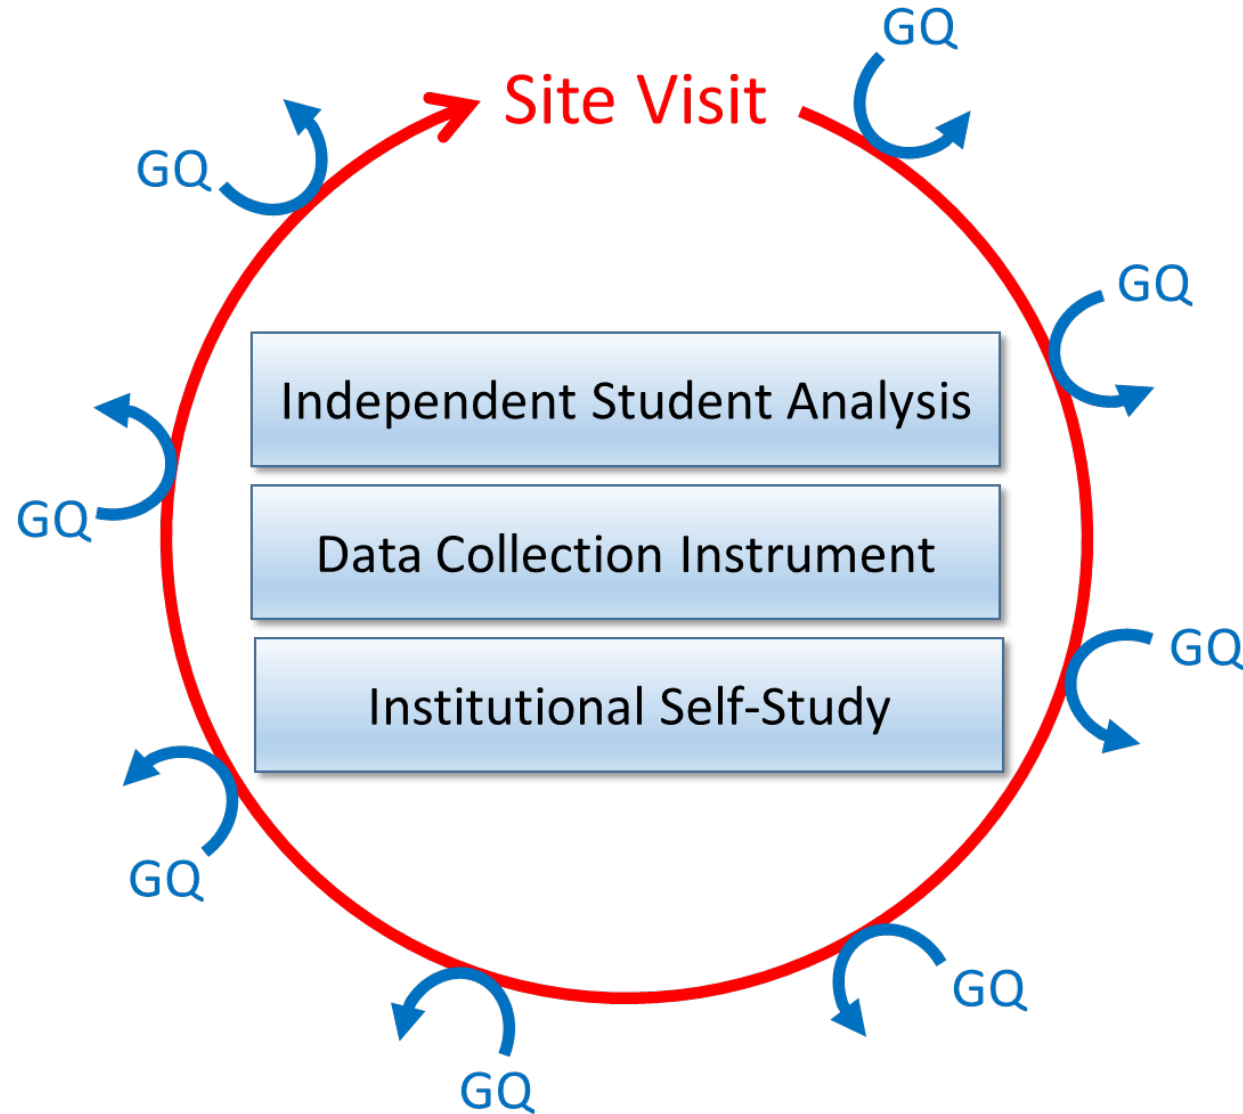 GQ
Site Visit
GQ
GQ
Independent Student Analysis
GQ
Data Collection Instrument
GQ
Institutional Self-Study
GQ
GQ
GQ